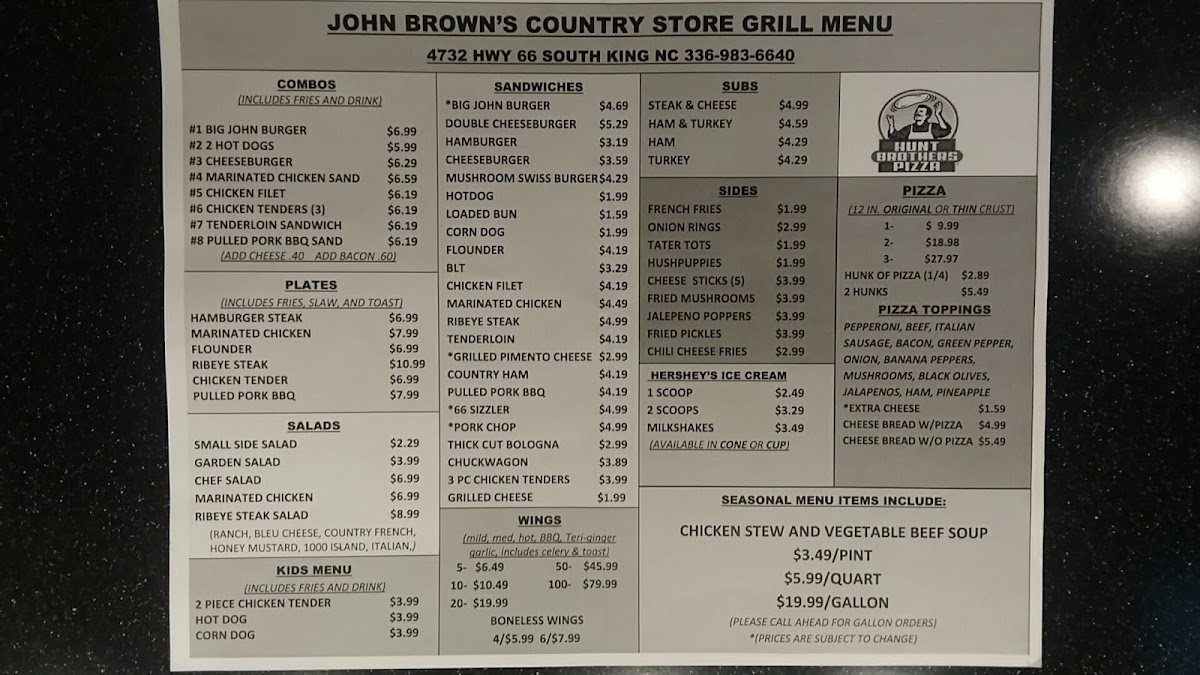 JOHN BROWN'S COUNTRY STORE GRILL MENU
4732 HWY 66 SOUTH KING NC 336-983-6640
COMBOS
(INCLUDES FRIES AND DRINK)
#1 BIG JOHN BURGER $6.99
#2 2 HOT DOGS $5.99
#3 CHEESEBURGER $6.29
#4 MARINATED CHICKEN SAND $6.59
#5 CHICKEN FILET $6.19
#6 CHICKEN TENDERS (3) $6.19
#7 TENDERLOIN SANDWICH $6.19
#8 PULLED PORK BBQ SAND $6.19
(ADD CHEESE .40 ADD BACON .60)
PLATES
(INCLUDES FRIES, SLAW, AND TOAST)
HAMBURGER STEAK $6.99
MARINATED CHICKEN $7.99
FLOUNDER $6.99
RIBEYE STEAK $10.99
CHICKEN TENDER $6.99
PULLED PORK BBQ $7.99
SALADS
SMALL SIDE SALAD $2.29
GARDEN SALAD $3.99
CHEF SALAD $6.99
MARINATED CHICKEN $6.99
RIBEYE STEAK SALAD $8.99
(RANCH, BLEU CHEESE, COUNTRY FRENCH,
HONEY MUSTARD, 1000 ISLAND, ITALIAN,)
KIDS MENU
(INCLUDES FRIES AND DRINK)
2 PIECE CHICKEN TENDER $3.99
HOT DOG $3.99
CORN DOG $3.99
SANDWICHES
*BIG JOHN BURGER $4.69
DOUBLE CHEESEBURGER $5.29
HAMBURGER $3.19
CHEESEBURGER $3.59
MUSHROOM SWISS BURGER $4.29
HOTDOG $1.99
LOADED BUN $1.59
CORN DOG $1.99
FLOUNDER $4.19
BLT $3.29
CHICKEN FILET $4.19
MARINATED CHICKEN $4.49
RIBEYE STEAK $4.99
TENDERLOIN $4.19
*GRILLED PIMENTO CHEESE $2.99
COUNTRY HAM $4.19
PULLED PORK BBQ $4.19
*66 SIZZLER $4.99
*PORK CHOP $4.99
THICK CUT BOLOGNA $2.99
CHUCKWAGON $3.89
3 PC CHICKEN TENDERS $3.99
GRILLED CHEESE $1.99
WINGS
(mild, med, hot, BBQ, Teri-ginger
garlic, includes celery & toast)
5- $6.49 50- $45.99
10- $10.49 100- $79.99
20- $19.99
BONELESS WINGS
4/$5.99 6/$7.99
SUBS
STEAK & CHEESE $4.99
HAM & TURKEY $4.59
HAM $4.29
TURKEY $4.29
SIDES
FRENCH FRIES $1.99
ONION RINGS $2.99
TATER TOTS $1.99
HUSHPUPPIES $1.99
CHEESE STICKS (5) $3.99
FRIED MUSHROOMS $3.99
JALEPENO POPPERS $3.99
FRIED PICKLES $3.99
CHILI CHEESE FRIES $2.99
HERSHEY'S ICE CREAM
1 SCOOP $2.49
2 SCOOPS $3.29
MILKSHAKES $3.49
(AVAILABLE IN CONE OR CUP)
HUNT
BROTHERS
PIZZA
PIZZA
(12 IN. ORIGINAL OR THIN CRUST)
1- $ 9.99
2- $18.98
3- $27.97
HUNK OF PIZZA (1/4) $2.89
2 HUNKS $5.49
PIZZA TOPPINGS
PEPPERONI, BEEF, ITALIAN
SAUSAGE, BACON, GREEN PEPPER,
ONION, BANANA PEPPERS,
MUSHROOMS, BLACK OLIVES,
JALAPENOS, HAM, PINEAPPLE
*EXTRA CHEESE $1.59
CHEESE BREAD W/PIZZA $4.99
CHEESE BREAD W/O PIZZA $5.49
SEASONAL MENU ITEMS INCLUDE:
CHICKEN STEW AND VEGETABLE BEEF SOUP
$3.49/PINT
$5.99/QUART
$19.99/GALLON
(PLEASE CALL AHEAD FOR GALLON ORDERS)
*(PRICES ARE SUBJECT TO CHANGE)